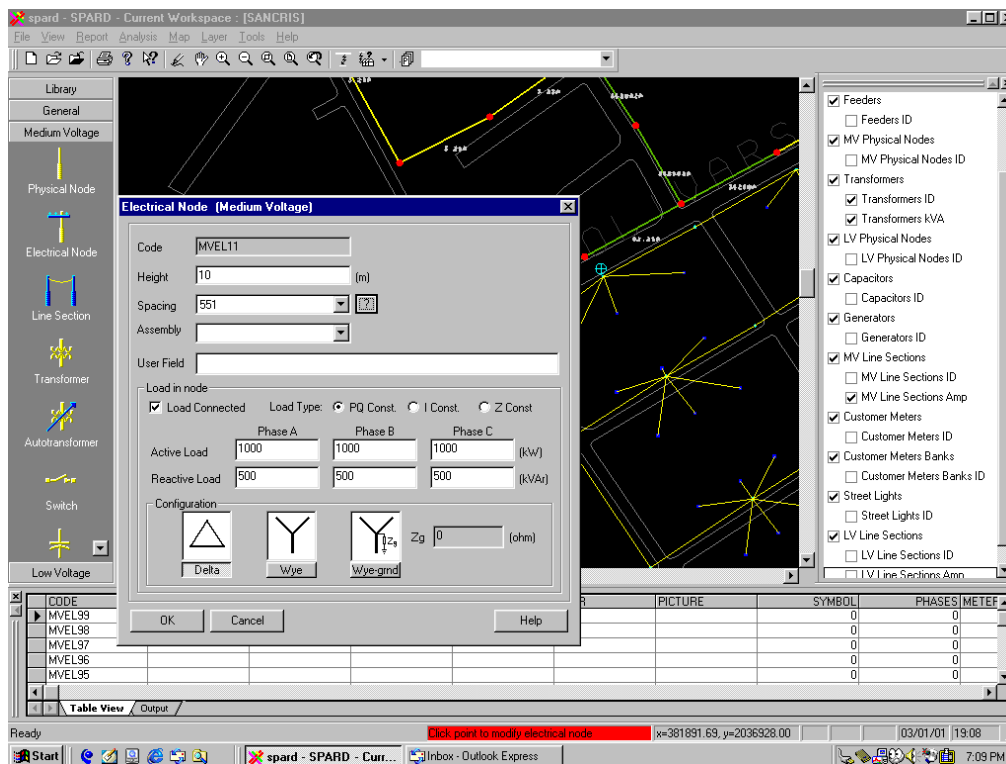 spard - SPARD - Current Workspace : [SANCRIS]
File View Report Analysis Map Layer Tools Help
Library
General
Medium Voltage
Physical Node
Electrical Node
Line Section
Transformer
Autotransformer
Switch
Low Voltage
Feeders
Feeders ID
MV Physical Nodes
MV Physical Nodes ID
Transformers
Transformers ID
Transformers kVA
LV Physical Nodes
LV Physical Nodes ID
Capacitors
Capacitors ID
Generators
Generators ID
MV Line Sections
MV Line Sections ID
MV Line Sections Amp
Customer Meters
Customer Meters ID
Customer Meters Banks
Customer Meters Banks ID
Street Lights
Street Lights ID
LV Line Sections
LV Line Sections ID
LV Line Sections Amp
Electrical Node (Medium Voltage)
Code MVEL11
Height 10 (m)
Spacing 551 ?
Assembly
User Field
Load in node
Load Connected Load Type: PQ Const. I Const. Z Const
Phase A Phase B Phase C
Active Load 1000 1000 1000 (kW)
Reactive Load 500 500 500 (kVAr)
Configuration
Zg Zg 0 (ohm)
Delta Wye Wye-grnd
OK Cancel Help
CODE PICTURE SYMBOL PHASES METER
MVEL99 0 0
MVEL98 0 0
MVEL97 0 0
MVEL96 0 0
MVEL95 0 0
Table View Output
Ready Click point to modify electrical node x=381891.69, y=2036928.00 03/01/01 19:08
Start spard - SPARD - Curr... Inbox - Outlook Express 7:09 PM